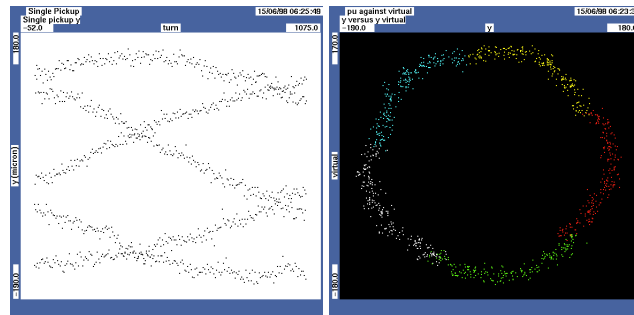 Single Pickup 15/06/98 06:25:49
Single pickup y
-52.0 turn 1075.0
180.0
y (micron)
-190.0
pu against virtual 15/06/98 06:23:3
y versus y virtual
-190.0 y 180.
170.0
virtual
-180.0